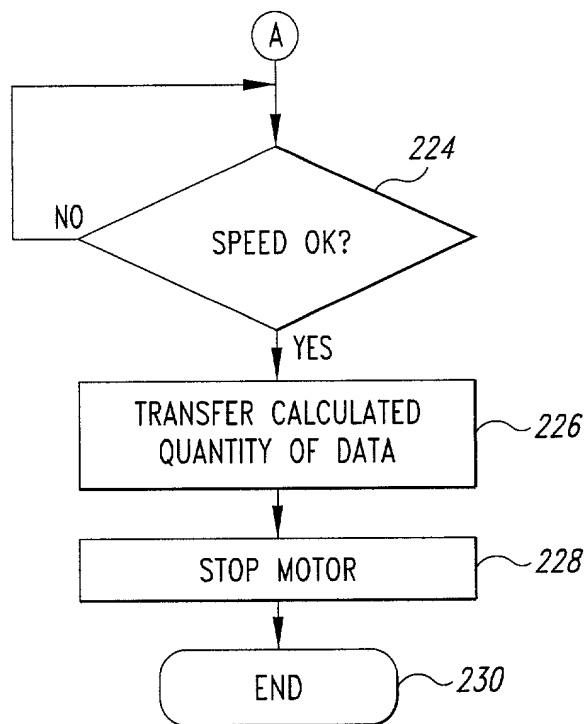 A
224
NO
SPEED OK?
YES
TRANSFER CALCULATED
QUANTITY OF DATA
226
STOP MOTOR
228
END
230